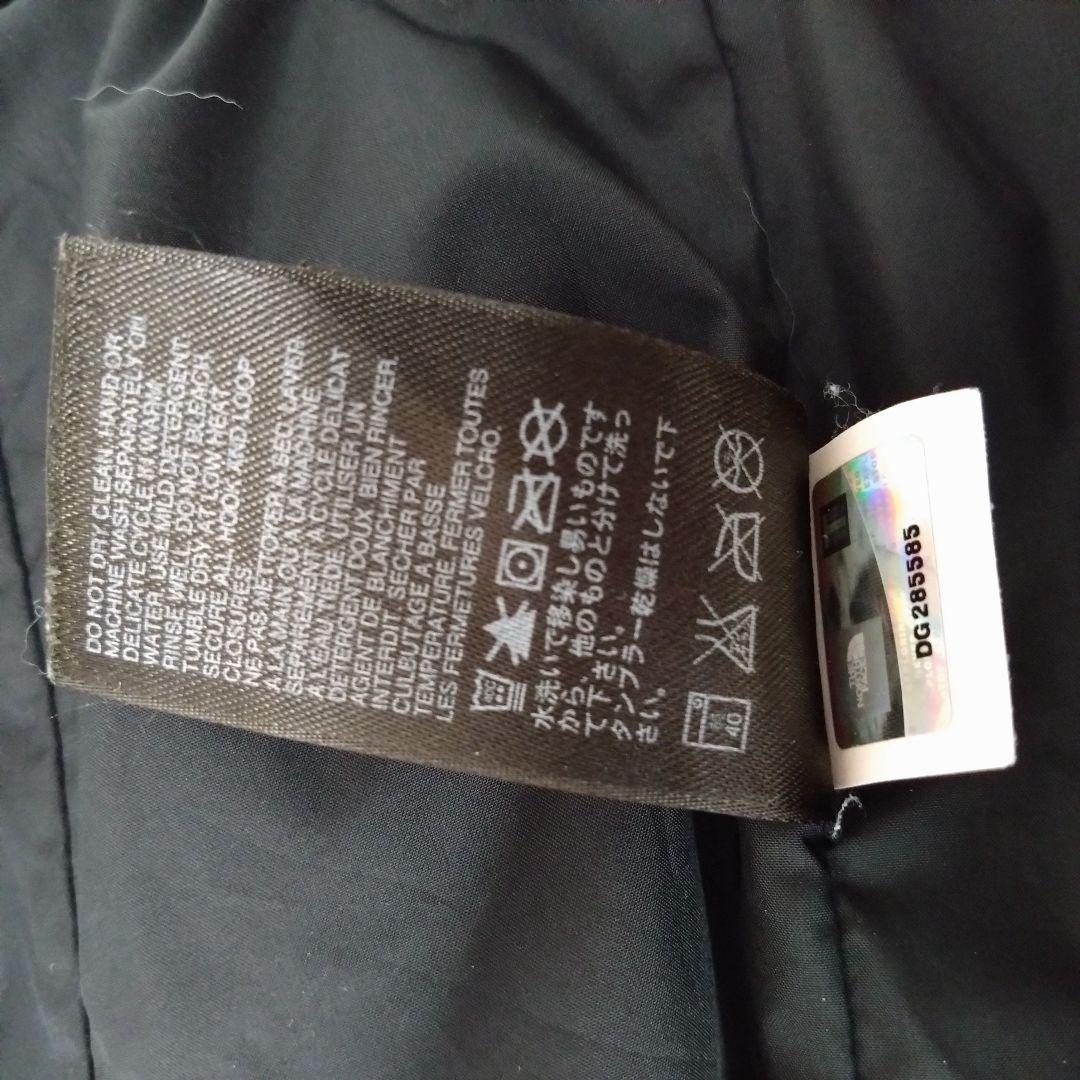 DO NOT DRY CLEAN. HAND OR
MACHINE WASH SEPARATELY ON
DELICATE CYCLE IN WARM
WATER. USE MILD DETERGENT.
RINSE WELL. DO NOT BLEACH.
TUMBLE DRY AT LOW HEAT.
SECURE ALL HOOK AND LOOP
CLOSURES.
NE PAS NETTOYER À SEC. LAVER
A LA MAIN OU A LA MACHINE
SEPAREMENT, A CYCLE DELICAT
A L'EAU TIEDE. UTILISER UN
DETERGENT DOUX. BIEN RINCER.
AGENT DE BLANCHIMENT
INTERDIT. SECHER PAR
CULBUTAGE A BASSE
TEMPERATURE. FERMER TOUTES
LES FERMETURES VELCRO.
水洗いで移染し易いものです
から、他のものと分けて洗っ
て下さい。
タンブラー乾燥はしないで下
さい。
40
THE
NORTH
FACE
DG285585